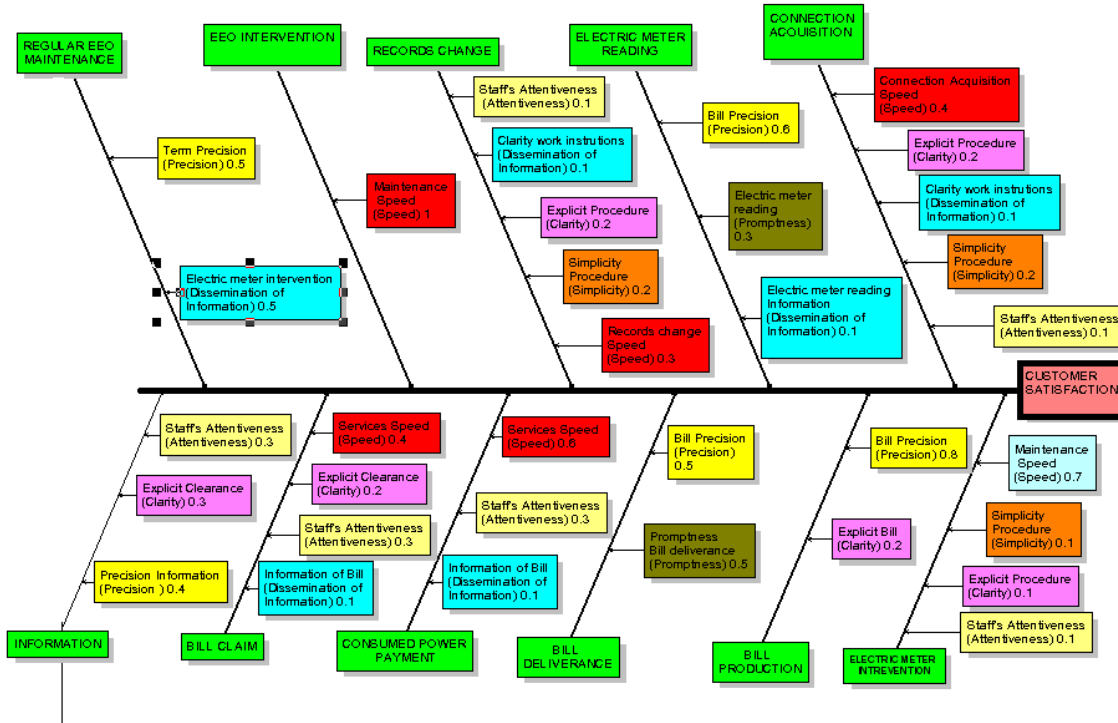 REGULAR EEO
MAINTENANCE
EEO INTERVENTION
RECORDS CHANGE
ELECTRIC METER
READING
CONNECTION
ACQUISITION
Term Precision
(Precision) 0.5
Electric meter intervention
(Dissemination of
Information) 0.5
Maintenance
Speed
(Speed) 1
Staff's Attentiveness
(Attentiveness) 0.1
Clarity work instrutions
(Dissemination of
Information) 0.1
Explicit Procedure
(Clarity) 0.2
Simplicity
Procedure
(Simplicity) 0.2
Records change
Speed
(Speed) 0.3
Bill Precision
(Precision) 0.6
Electric meter
reading
(Promptness)
0.3
Electric meter reading
Information
(Dissemination of
Information) 0.1
Connection Acquisition
Speed
(Speed) 0.4
Explicit Procedure
(Clarity) 0.2
Clarity work instrutions
(Dissemination of
Information) 0.1
Simplicity
Procedure
(Simplicity) 0.2
Staff's Attentiveness
(Attentiveness) 0.1
CUSTOMER
SATISFACTION
Staff's Attentiveness
(Attentiveness) 0.3
Explicit Clearance
(Clarity) 0.3
Precision Information
(Precision ) 0.4
INFORMATION
Services Speed
(Speed) 0.4
Explicit Clearance
(Clarity) 0.2
Staff's Attentiveness
(Attentiveness) 0.3
Information of Bill
(Dissemination of
Information) 0.1
BILL CLAIM
Services Speed
(Speed) 0.6
Staff's Attentiveness
(Attentiveness) 0.3
Information of Bill
(Dissemination of
Information) 0.1
CONSUMED POWER
PAYMENT
Bill Precision
(Precision)
0.5
Promptness
Bill deliverance
(Promptness) 0.5
BILL
DELIVERANCE
Bill Precision
(Precision) 0.8
Explicit Bill
(Clarity) 0.2
BILL
PRODUCTION
Maintenance
Speed
(Speed) 0.7
Simplicity
Procedure
(Simplicity) 0.1
Explicit Procedure
(Clarity) 0.1
Staff's Attentiveness
(Attentiveness) 0.1
ELECTRIC METER
INTREVENTION